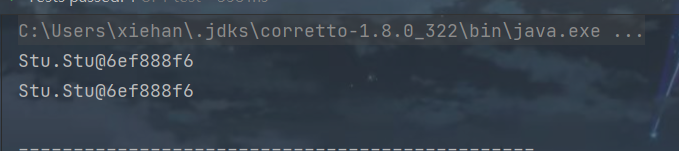 C:\Users\xiehan\.jdks\corretto-1.8.0_322\bin\java.exe ...
Stu.Stu@6ef888f6
Stu.Stu@6ef888f6
------------------------------------------------